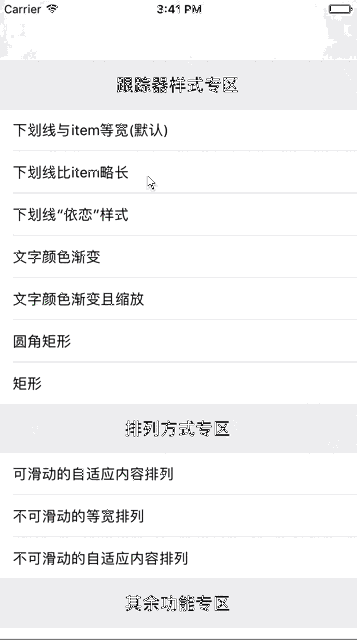 Carrier 3:41 PM
跟踪器样式专区
下划线与item等宽(默认)
下划线比item略长
下划线“依恋”样式
文字颜色渐变
文字颜色渐变且缩放
圆角矩形
矩形
排列方式专区
可滑动的自适应内容排列
不可滑动的等宽排列
不可滑动的自适应内容排列
其余功能专区